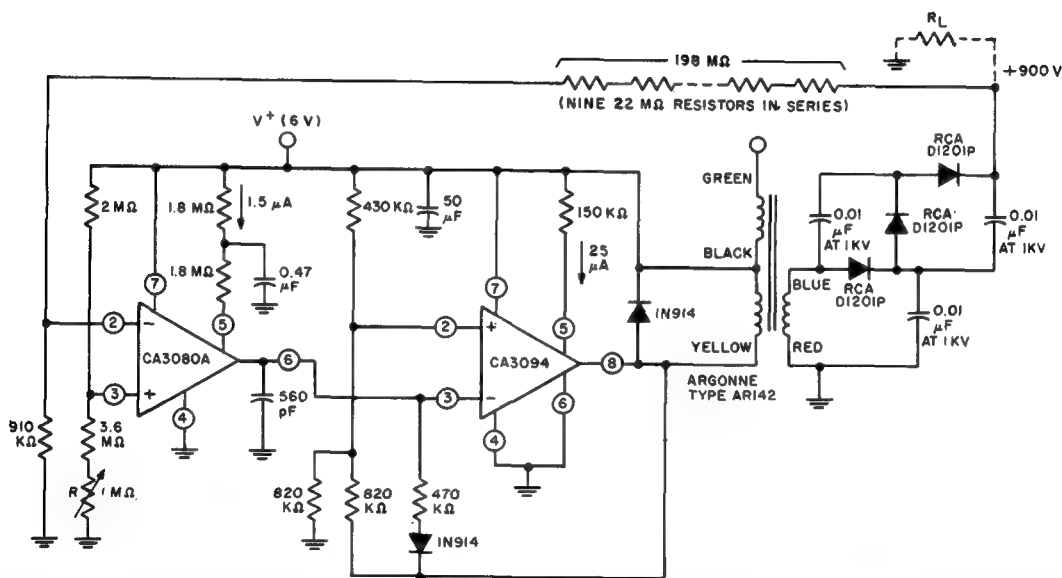 R_L
198 MΩ
+900V
(NINE 22 MΩ RESISTORS IN SERIES)
V⁺ (6 V)
2 MΩ
1.8 MΩ
1.5 µA
430 KΩ
50
µF
150 KΩ
25
µA
1.8 MΩ
0.47
µF
7
5
2
−
CA3080A
6
3
+
4
560
pF
910
KΩ
3.6
MΩ
R
1 MΩ
7
5
2
+
CA3094
8
3
−
6
4
820
KΩ
820
KΩ
470
KΩ
IN914
IN914
GREEN
BLACK
YELLOW
BLUE
RED
ARGONNE
TYPE AR142
RCA
D1201P
RCA
D1201P
RCA
D1201P
0.01
µF
AT 1KV
0.01
µF
AT 1KV
0.01
µF
AT 1KV